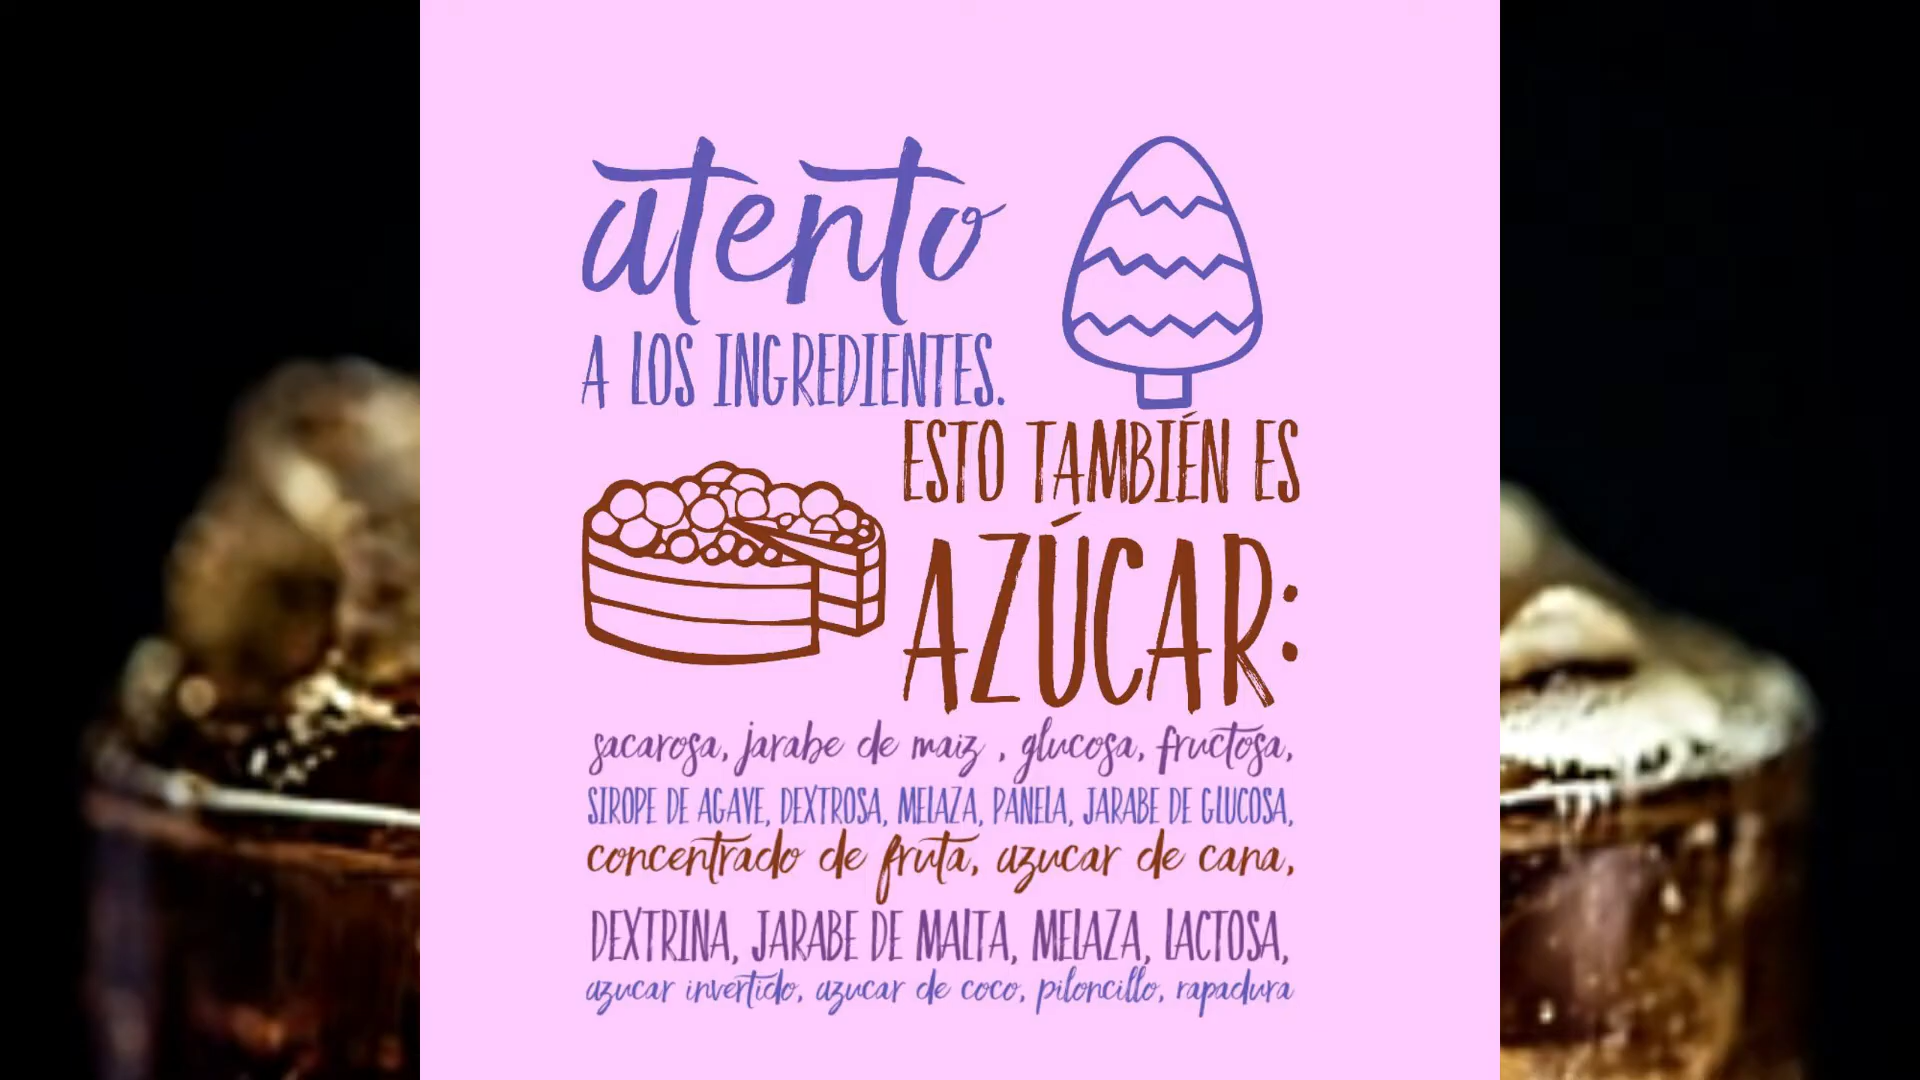 atento
A LOS INGREDIENTES.
ESTO TAMBIÉN ES
AZÚCAR:
sacarosa, jarabe de maiz , glucosa, fructosa,
SIROPE DE AGAVE, DEXTROSA, MELAZA, PANELA, JARABE DE GLUCOSA,
concentrado de fruta, azucar de cana,
DEXTRINA, JARABE DE MALTA, MELAZA, LACTOSA,
azucar invertido, azucar de coco, piloncillo, rapadura